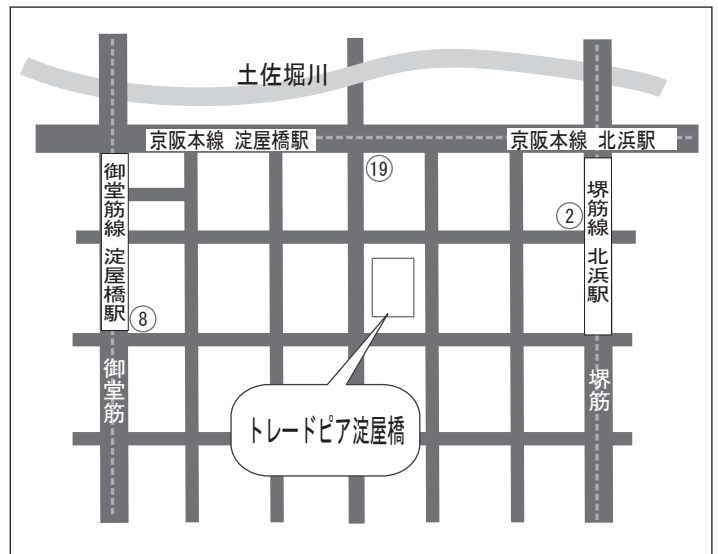 土佐堀川
京阪本線 淀屋橋駅
京阪本線 北浜駅
⑲
御堂筋線 淀屋橋駅
堺筋線 北浜駅
②
⑧
御堂筋
堺筋
トレードピア淀屋橋